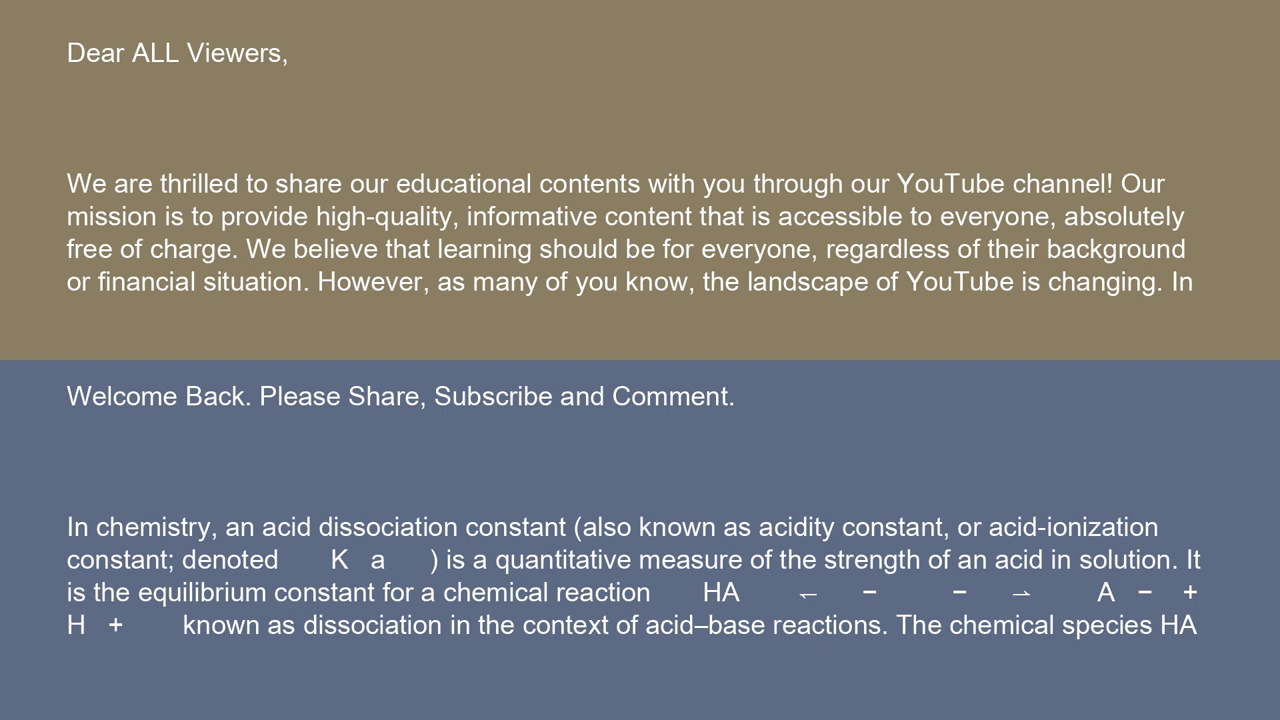 Dear ALL Viewers,
We are thrilled to share our educational contents with you through our YouTube channel! Our
mission is to provide high-quality, informative content that is accessible to everyone, absolutely
free of charge. We believe that learning should be for everyone, regardless of their background
or financial situation. However, as many of you know, the landscape of YouTube is changing. In
Welcome Back. Please Share, Subscribe and Comment.
In chemistry, an acid dissociation constant (also known as acidity constant, or acid-ionization
constant; denoted K a ) is a quantitative measure of the strength of an acid in solution. It
is the equilibrium constant for a chemical reaction HA ↽ − − ⇀ A − +
H + known as dissociation in the context of acid–base reactions. The chemical species HA